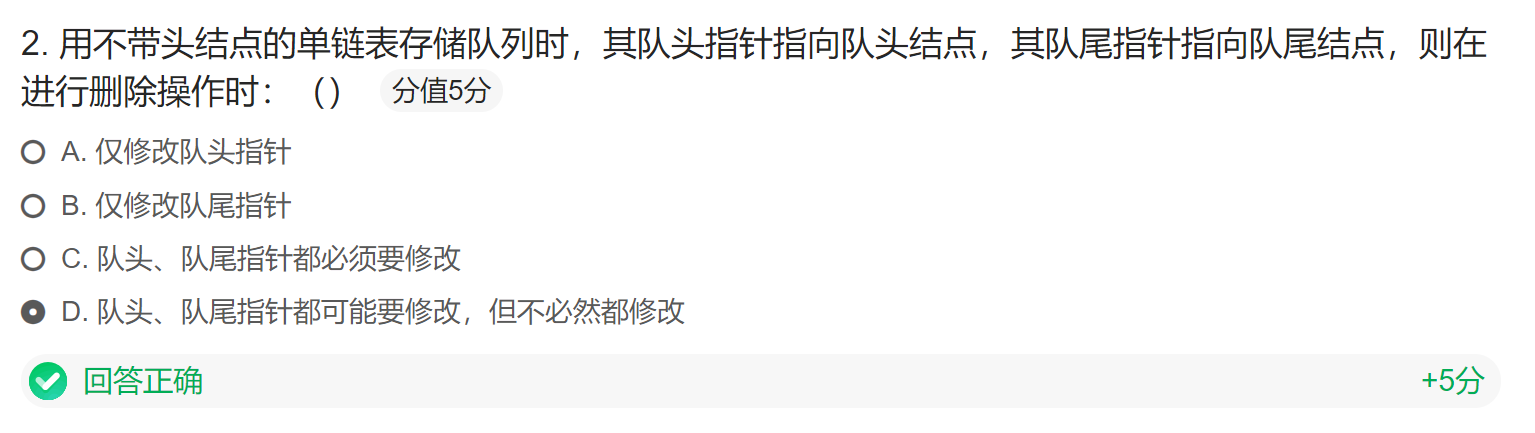 2. 用不带头结点的单链表存储队列时，其队头指针指向队头结点，其队尾指针指向队尾结点，则在
进行删除操作时：（） 分值5分
A. 仅修改队头指针
B. 仅修改队尾指针
C. 队头、队尾指针都必须要修改
D. 队头、队尾指针都可能要修改，但不必然都修改
回答正确 +5分